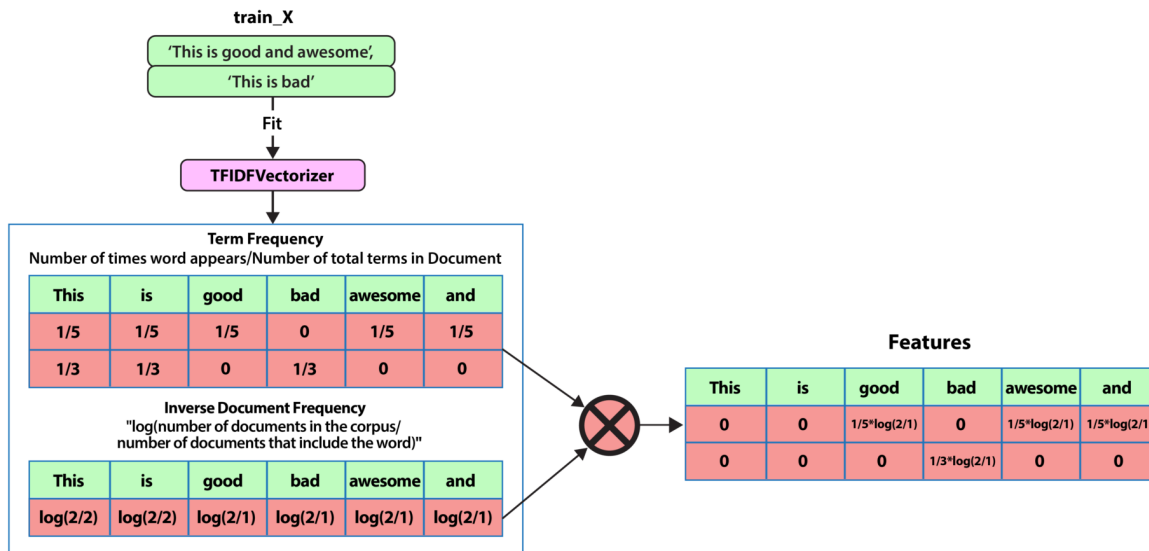 train_X
‘This is good and awesome’,
‘This is bad’
Fit
TFIDFVectorizer
Term Frequency
Number of times word appears/Number of total terms in Document
This is good bad awesome and
1/5 1/5 1/5 0 1/5 1/5
1/3 1/3 0 1/3 0 0
Inverse Document Frequency
"log(number of documents in the corpus/
number of documents that include the word)"
This is good bad awesome and
log(2/2) log(2/2) log(2/1) log(2/1) log(2/1) log(2/1)
Features
This is good bad awesome and
0 0 1/5*log(2/1) 0 1/5*log(2/1) 1/5*log(2/1
0 0 0 1/3*log(2/1) 0 0